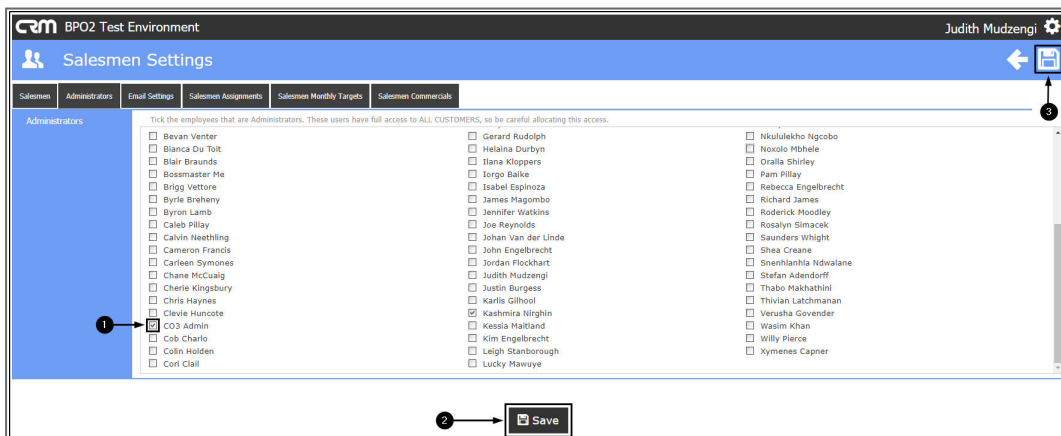 CRM BPO2 Test Environment
Judith Mudzengi
Salesmen Settings
Salesmen
Administrators
Email Settings
Salesmen Assignments
Salesmen Monthly Targets
Salesmen Commercials
3
Administrators
Tick the employees that are Administrators. These users have full access to ALL CUSTOMERS, so be careful allocating this access.
Bevan Venter
Bianca Du Toit
Blair Braunds
Bossmaster Me
Brigg Vettore
Byrle Breheny
Byron Lamb
Caleb Pillay
Calvin Neethling
Cameron Francis
Carleen Symones
Chane McCuaig
Cherie Kingsbury
Chris Haynes
Clevie Huncote
1
CO3 Admin
Cob Charlo
Colin Holden
Cori Clail
Gerard Rudolph
Helaina Durbyn
Ilana Kloppers
Iorgo Balke
Isabel Espinoza
James Magombo
Jennifer Watkins
Joe Reynolds
Johan Van der Linde
John Engelbrecht
Jordan Flockhart
Judith Mudzengi
Justin Burgess
Karlis Gilhool
Kashmira Nirghin
Kessia Maitland
Kim Engelbrecht
Leigh Stanborough
Lucky Mawuye
Nkululekho Ngcobo
Noxolo Mbhele
Oralla Shirley
Pam Pillay
Rebecca Engelbrecht
Richard James
Roderick Moodley
Rosalyn Simacek
Saunders Whight
Shea Creane
Snenhlanhla Ndwalane
Stefan Adendorff
Thabo Makhathini
Thivian Latchmanan
Verusha Govender
Wasim Khan
Willy Pierce
Xymenes Capner
2
Save